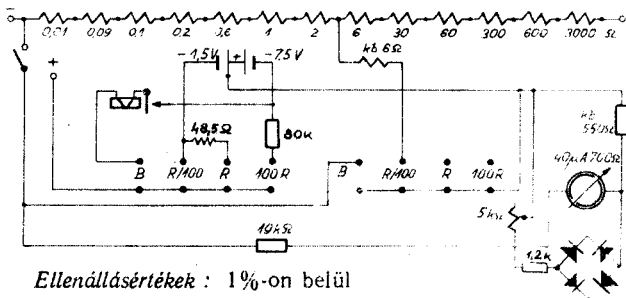 − 0,01 0,09 0,1 0,2 0,6 1 2 6 30 60 300 600 3000 Ω
+ − 1,5V + − 7,5V kb 6Ω
48,5Ω 80k kb 550Ω
B R/100 R 100R B R/100 R 100R 40μA 700Ω
5kΩ
19kΩ 1,2k
Ellenállásértékek : 1%-on belül